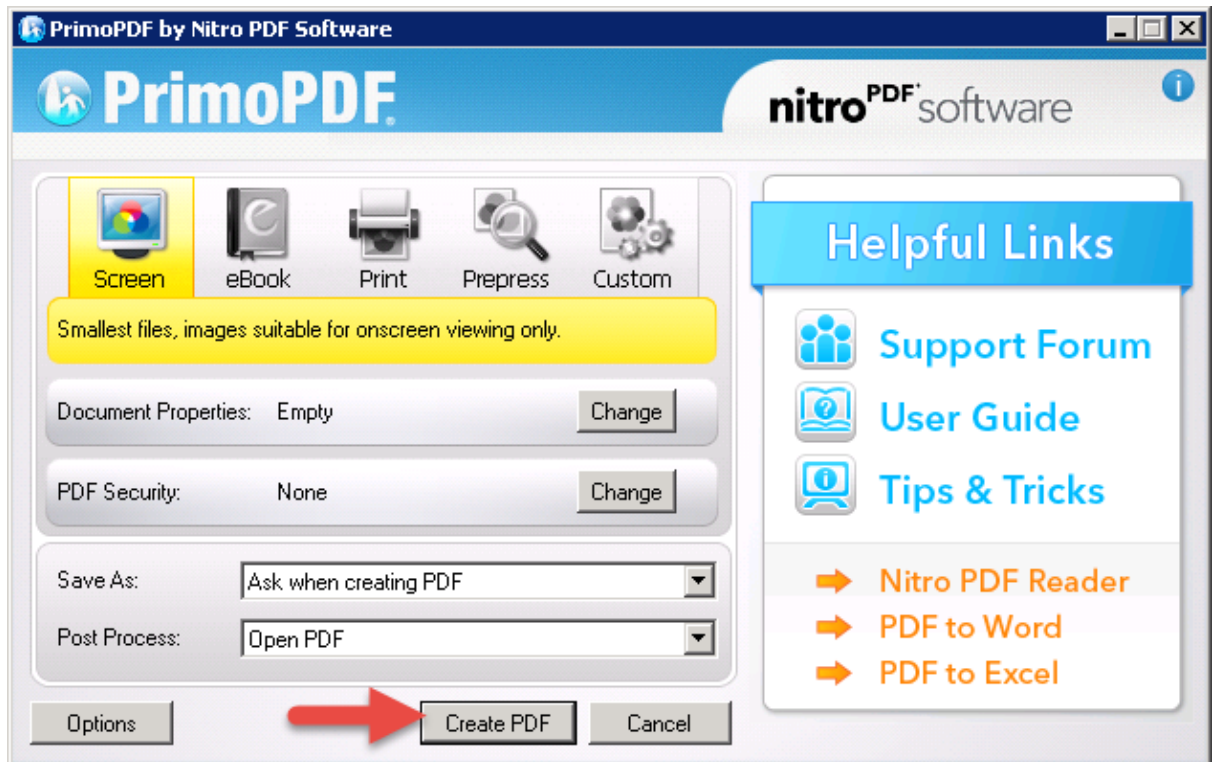 PrimoPDF by Nitro PDF Software
PrimoPDF.
nitroPDF software
i
Screen
eBook
Print
Prepress
Custom
Smallest files, images suitable for onscreen viewing only.
Document Properties: Empty Change
PDF Security: None Change
Save As: Ask when creating PDF
Post Process: Open PDF
Options
Create PDF
Cancel
Helpful Links
Support Forum
User Guide
Tips & Tricks
Nitro PDF Reader
PDF to Word
PDF to Excel